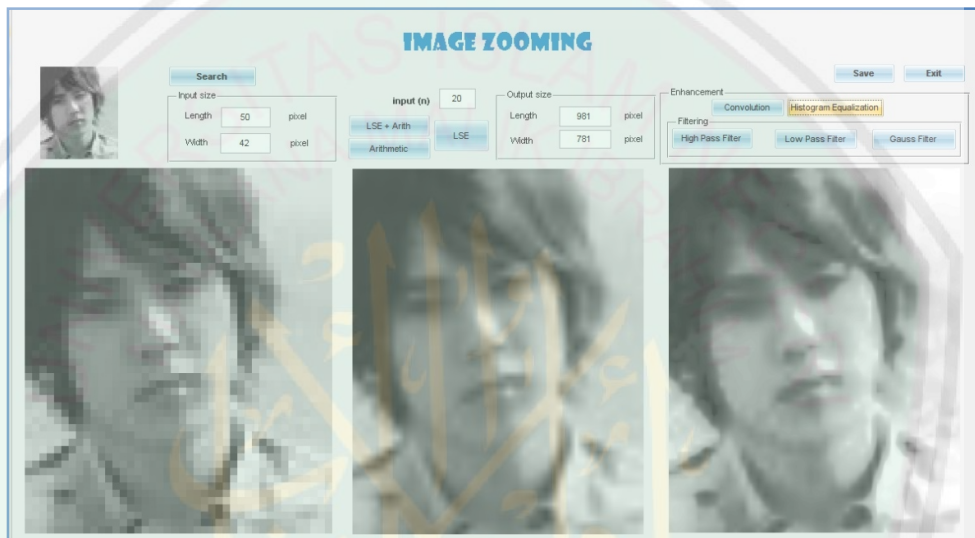 IMAGE ZOOMING
Search
Save Exit
Input size
Length 50 pixel
Width 42 pixel
input (n) 20
LSE + Arith
LSE
Arithmetic
Output size
Length 981 pixel
Width 781 pixel
Enhancement
Convolution Histogram Equalization
Filtering
High Pass Filter Low Pass Filter Gauss Filter